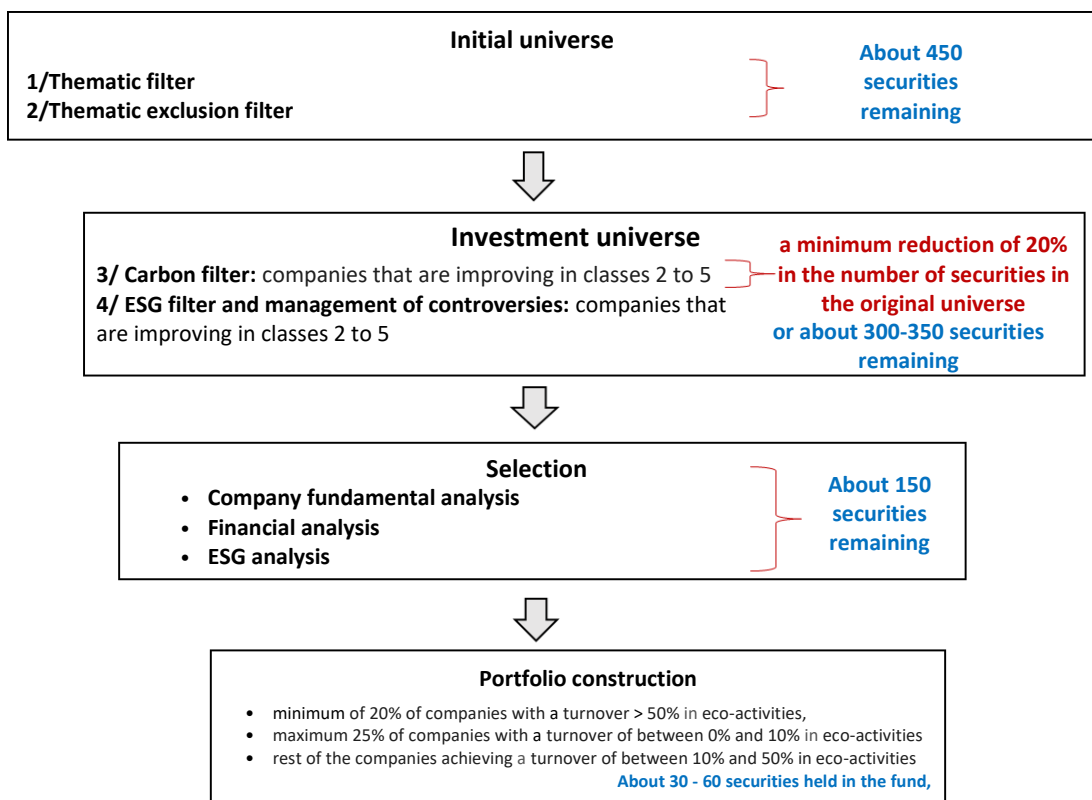 Initial universe
1/Thematic filter
2/Thematic exclusion filter
About 450
securities
remaining
Investment universe
3/ Carbon filter: companies that are improving in classes 2 to 5
4/ ESG filter and management of controversies: companies that
are improving in classes 2 to 5
a minimum reduction of 20%
in the number of securities in
the original universe
or about 300-350 securities
remaining
Selection
• Company fundamental analysis
• Financial analysis
• ESG analysis
About 150
securities
remaining
Portfolio construction
• minimum of 20% of companies with a turnover > 50% in eco-activities,
• maximum 25% of companies with a turnover of between 0% and 10% in eco-activities
• rest of the companies achieving a turnover of between 10% and 50% in eco-activities
About 30 - 60 securities held in the fund,